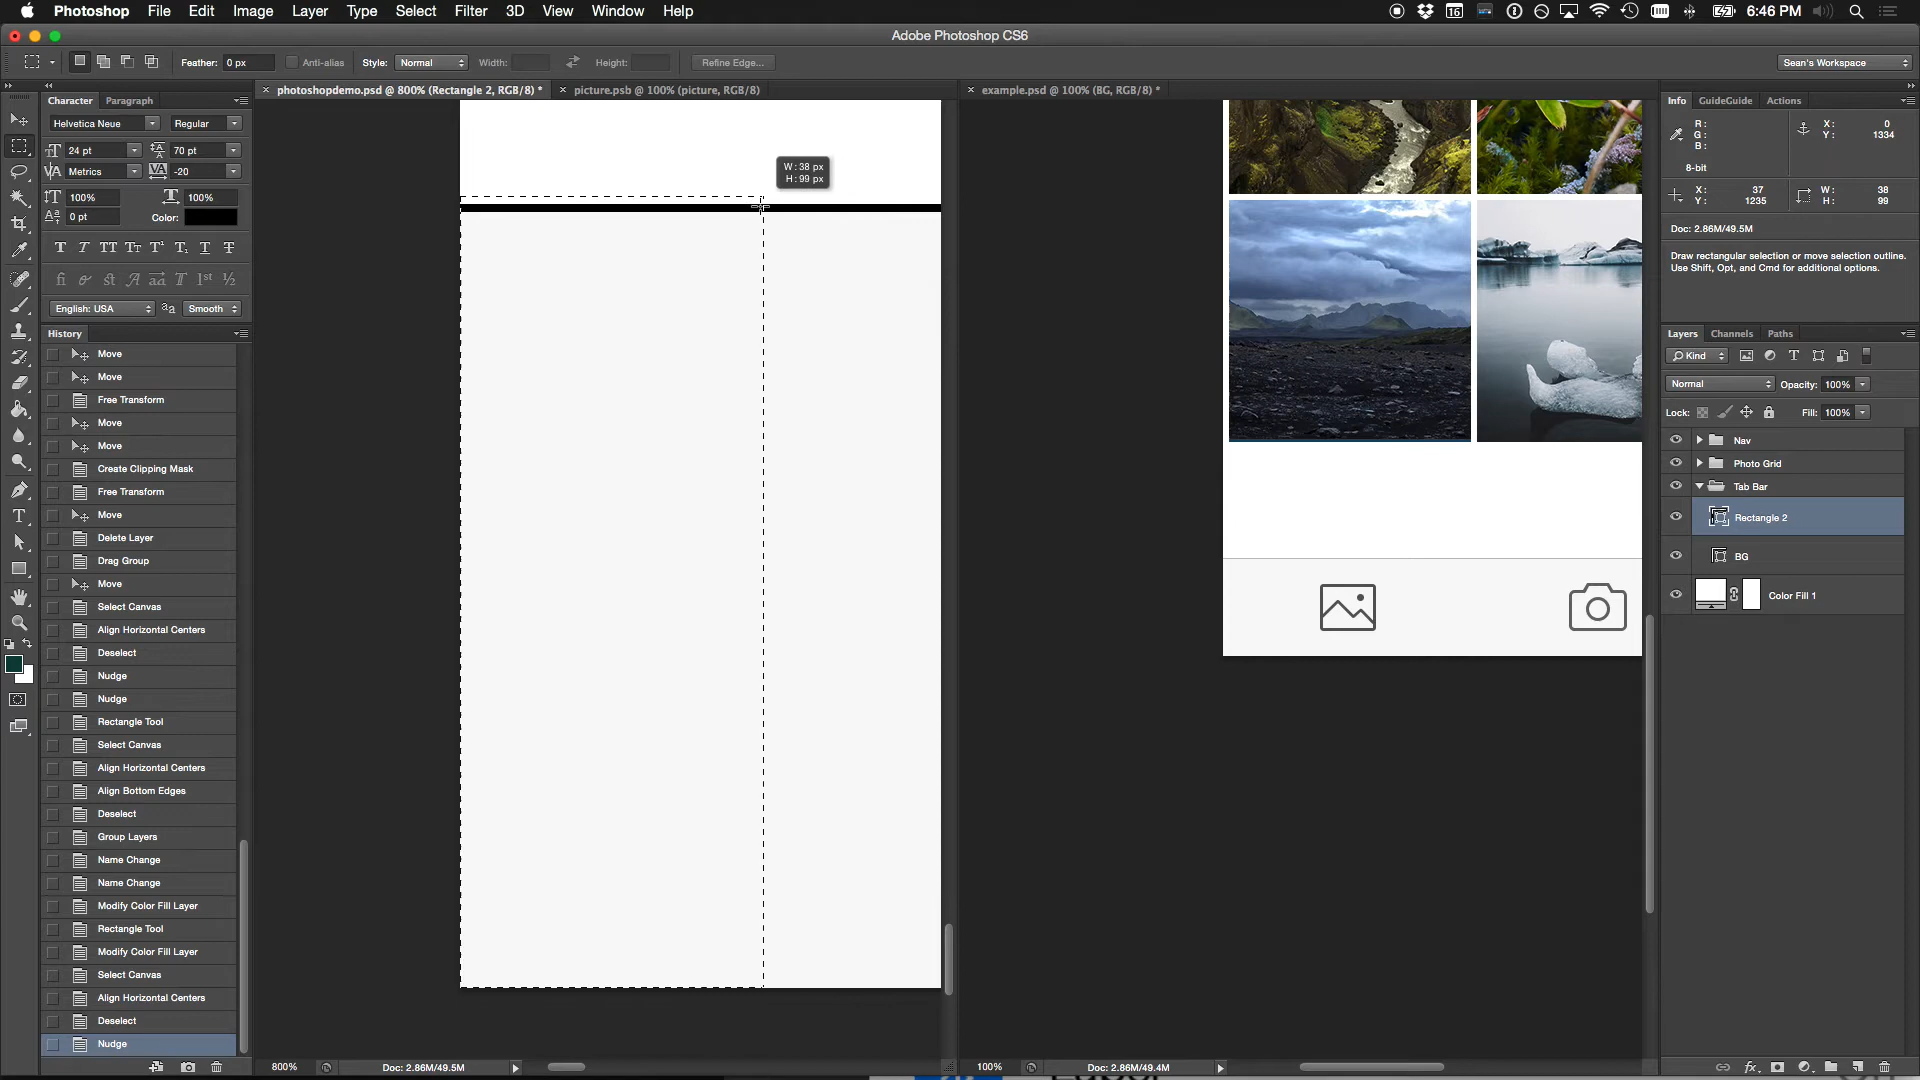 Photoshop File Edit Image Layer Type Select Filter 3D View Window Help 16 6:46 PM
Adobe Photoshop CS6
Feather: 0 px Anti-alias Style: Normal Width: Height: Refine Edge... Sean's Workspace
photoshopdemo.psd @ 800% (Rectangle 2, RGB/8) * picture.psb @ 100% (picture, RGB/8) example.psd @ 100% (BG, RGB/8) *
Character Paragraph
Helvetica Neue Regular
24 pt 70 pt
Metrics -20
100% 100%
0 pt Color:
English: USA Smooth
History
Move
Move
Free Transform
Move
Move
Create Clipping Mask
Free Transform
Move
Delete Layer
Drag Group
Move
Select Canvas
Align Horizontal Centers
Deselect
Nudge
Nudge
Rectangle Tool
Select Canvas
Align Horizontal Centers
Align Bottom Edges
Deselect
Group Layers
Name Change
Name Change
Modify Color Fill Layer
Rectangle Tool
Modify Color Fill Layer
Select Canvas
Align Horizontal Centers
Deselect
Nudge
W: 38 px
H: 99 px
800% Doc: 2.86M/49.5M
100% Doc: 2.86M/49.4M
Info GuideGuide Actions
R: X: 0
G: Y: 1334
B:
8-bit
X: 37 W: 38
Y: 1235 H: 99
Doc: 2.86M/49.5M
Draw rectangular selection or move selection outline.
Use Shift, Opt, and Cmd for additional options.
Layers Channels Paths
Kind
Normal Opacity: 100%
Lock: Fill: 100%
Nav
Photo Grid
Tab Bar
Rectangle 2
BG
Color Fill 1